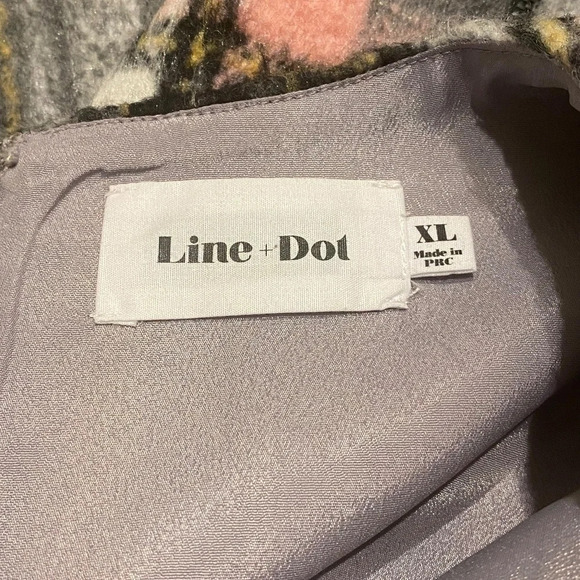 Line + Dot
XL
Made in
PRC